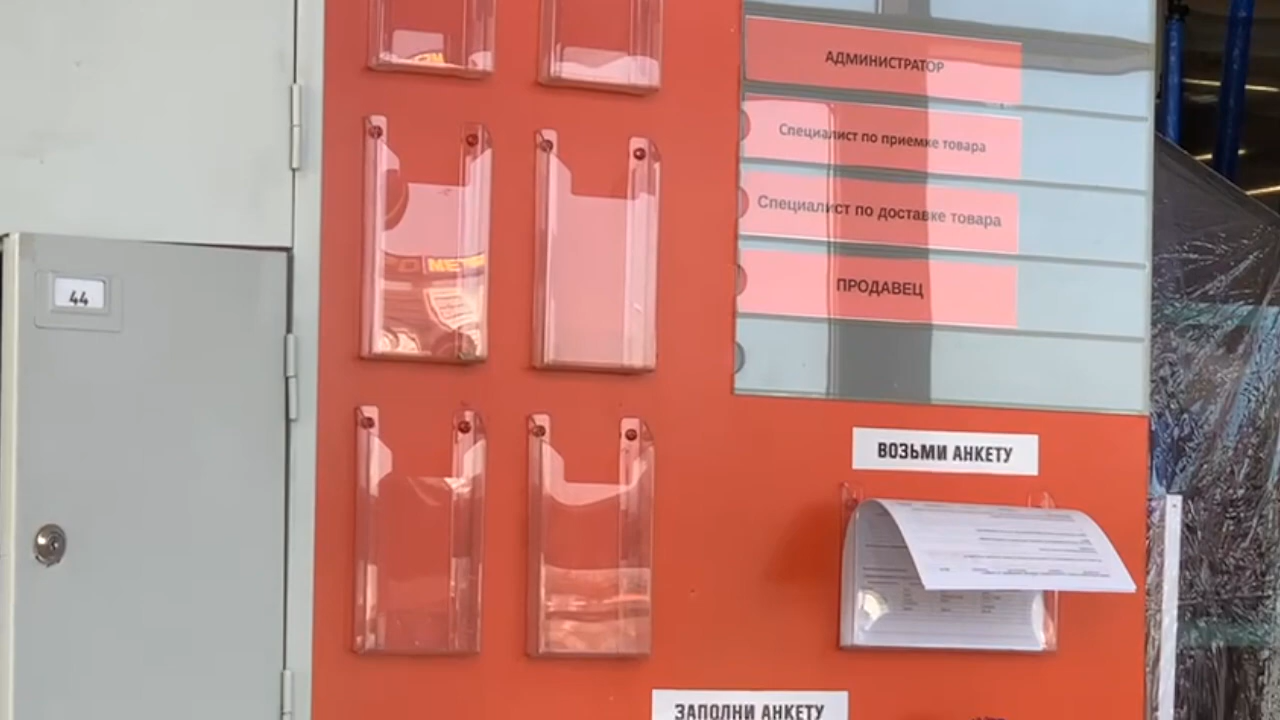 АДМИНИСТРАТОР
Специалист по приемке товара
Специалист по доставке товара
ПРОДАВЕЦ
44
ВОЗЬМИ АНКЕТУ
ЗАПОЛНИ АНКЕТУ